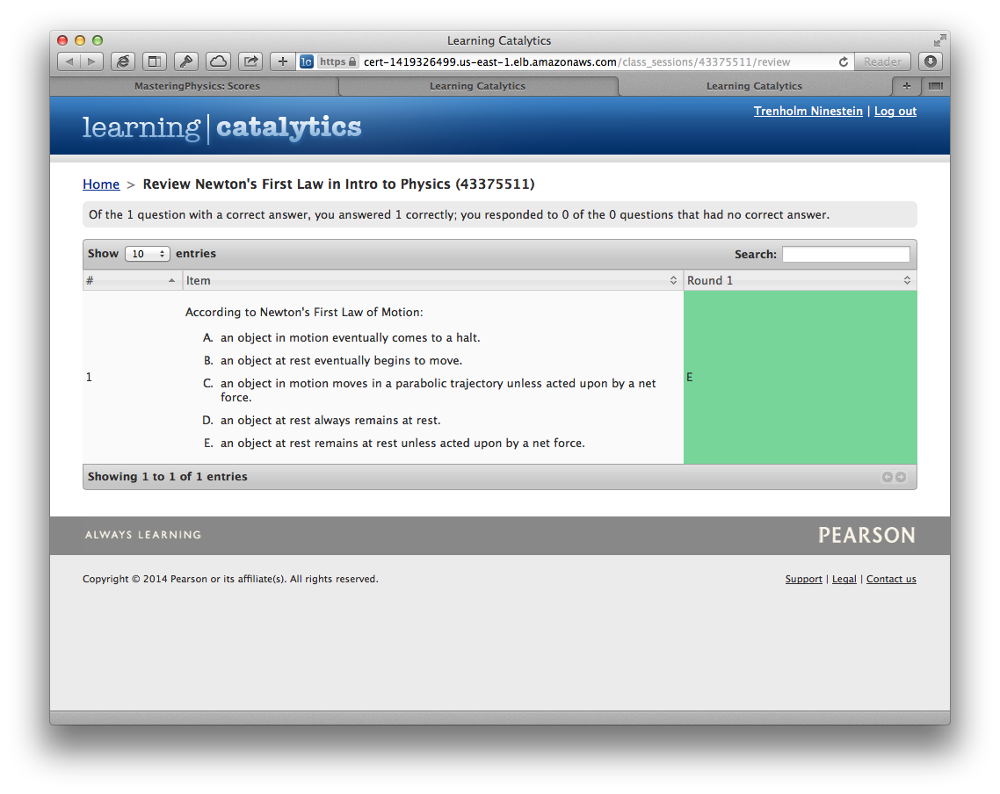 Learning Catalytics
lc https cert-1419326499.us-east-1.elb.amazonaws.com/class_sessions/43375511/review Reader
MasteringPhysics: Scores Learning Catalytics Learning Catalytics
Trenholm Ninestein | Log out
learning|catalytics
Home > Review Newton's First Law in Intro to Physics (43375511)
Of the 1 question with a correct answer, you answered 1 correctly; you responded to 0 of the 0 questions that had no correct answer.
Show 10 entries Search:
# Item Round 1
According to Newton's First Law of Motion:
A. an object in motion eventually comes to a halt.
B. an object at rest eventually begins to move.
1 E
C. an object in motion moves in a parabolic trajectory unless acted upon by a net
force.
D. an object at rest always remains at rest.
E. an object at rest remains at rest unless acted upon by a net force.
Showing 1 to 1 of 1 entries
ALWAYS LEARNING PEARSON
Copyright © 2014 Pearson or its affiliate(s). All rights reserved. Support | Legal | Contact us